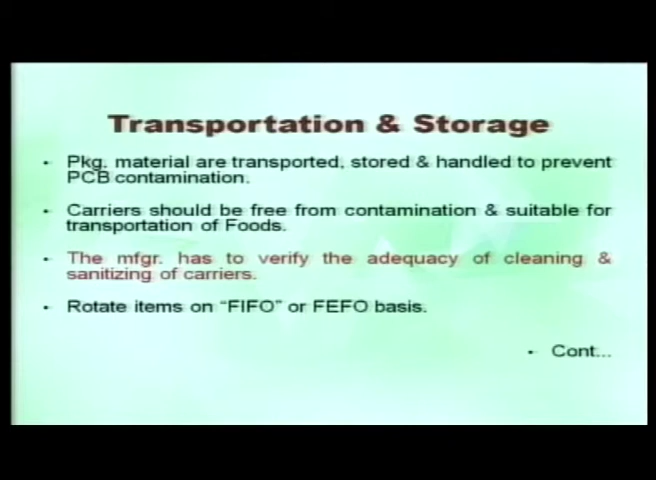 Transportation & Storage
• Pkg. material are transported, stored & handled to prevent
PCB contamination.
• Carriers should be free from contamination & suitable for
transportation of Foods.
• The mfgr. has to verify the adequacy of cleaning &
sanitizing of carriers.
• Rotate items on “FIFO” or FEFO basis.
• Cont...